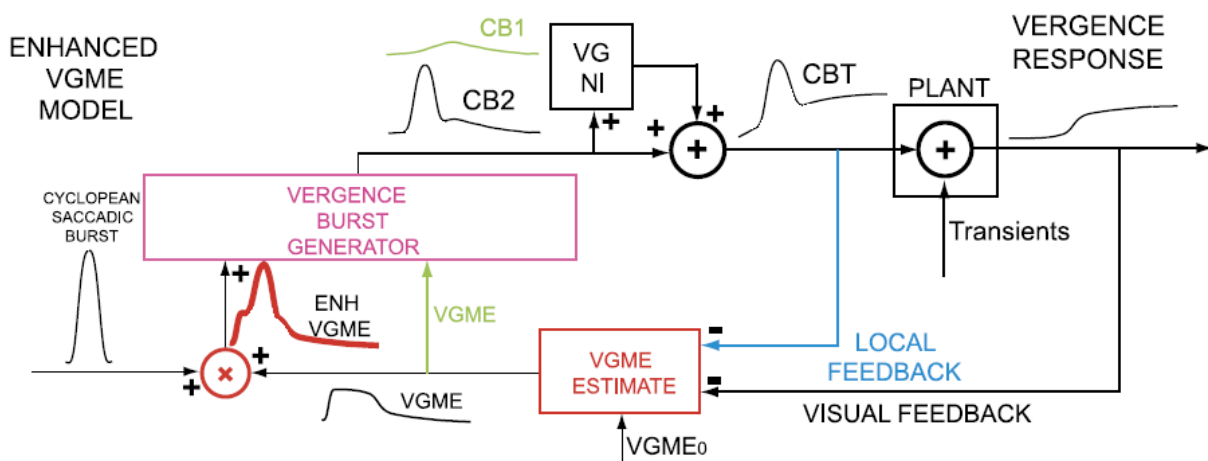 ENHANCED
VGME
MODEL
CB1
CB2
VG
NI
+
+
+
+
CBT
PLANT
+
VERGENCE
RESPONSE
Transients
CYCLOPEAN
SACCADIC
BURST
VERGENCE
BURST
GENERATOR
+
ENH
VGME
VGME
×
+
+
VGME
VGME
ESTIMATE
-
-
LOCAL
FEEDBACK
VISUAL FEEDBACK
VGME₀